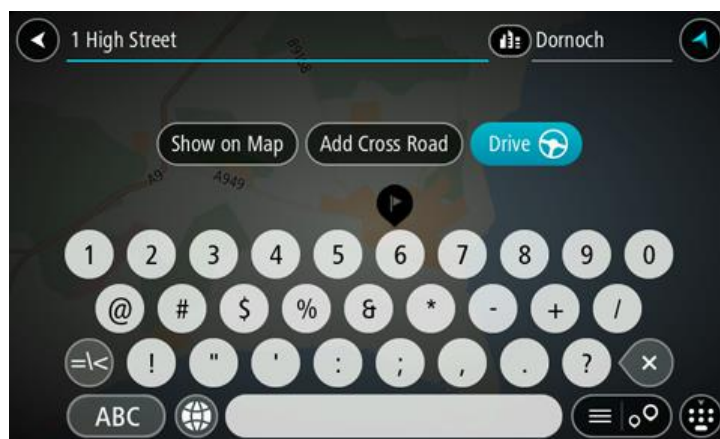 1 High Street Dornoch
B9168
Show on Map Add Cross Road Drive
A9 A949
1 2 3 4 5 6 7 8 9 0
@ # $ % & * - + /
=\< ! " ' : ; , . ? ×
ABC